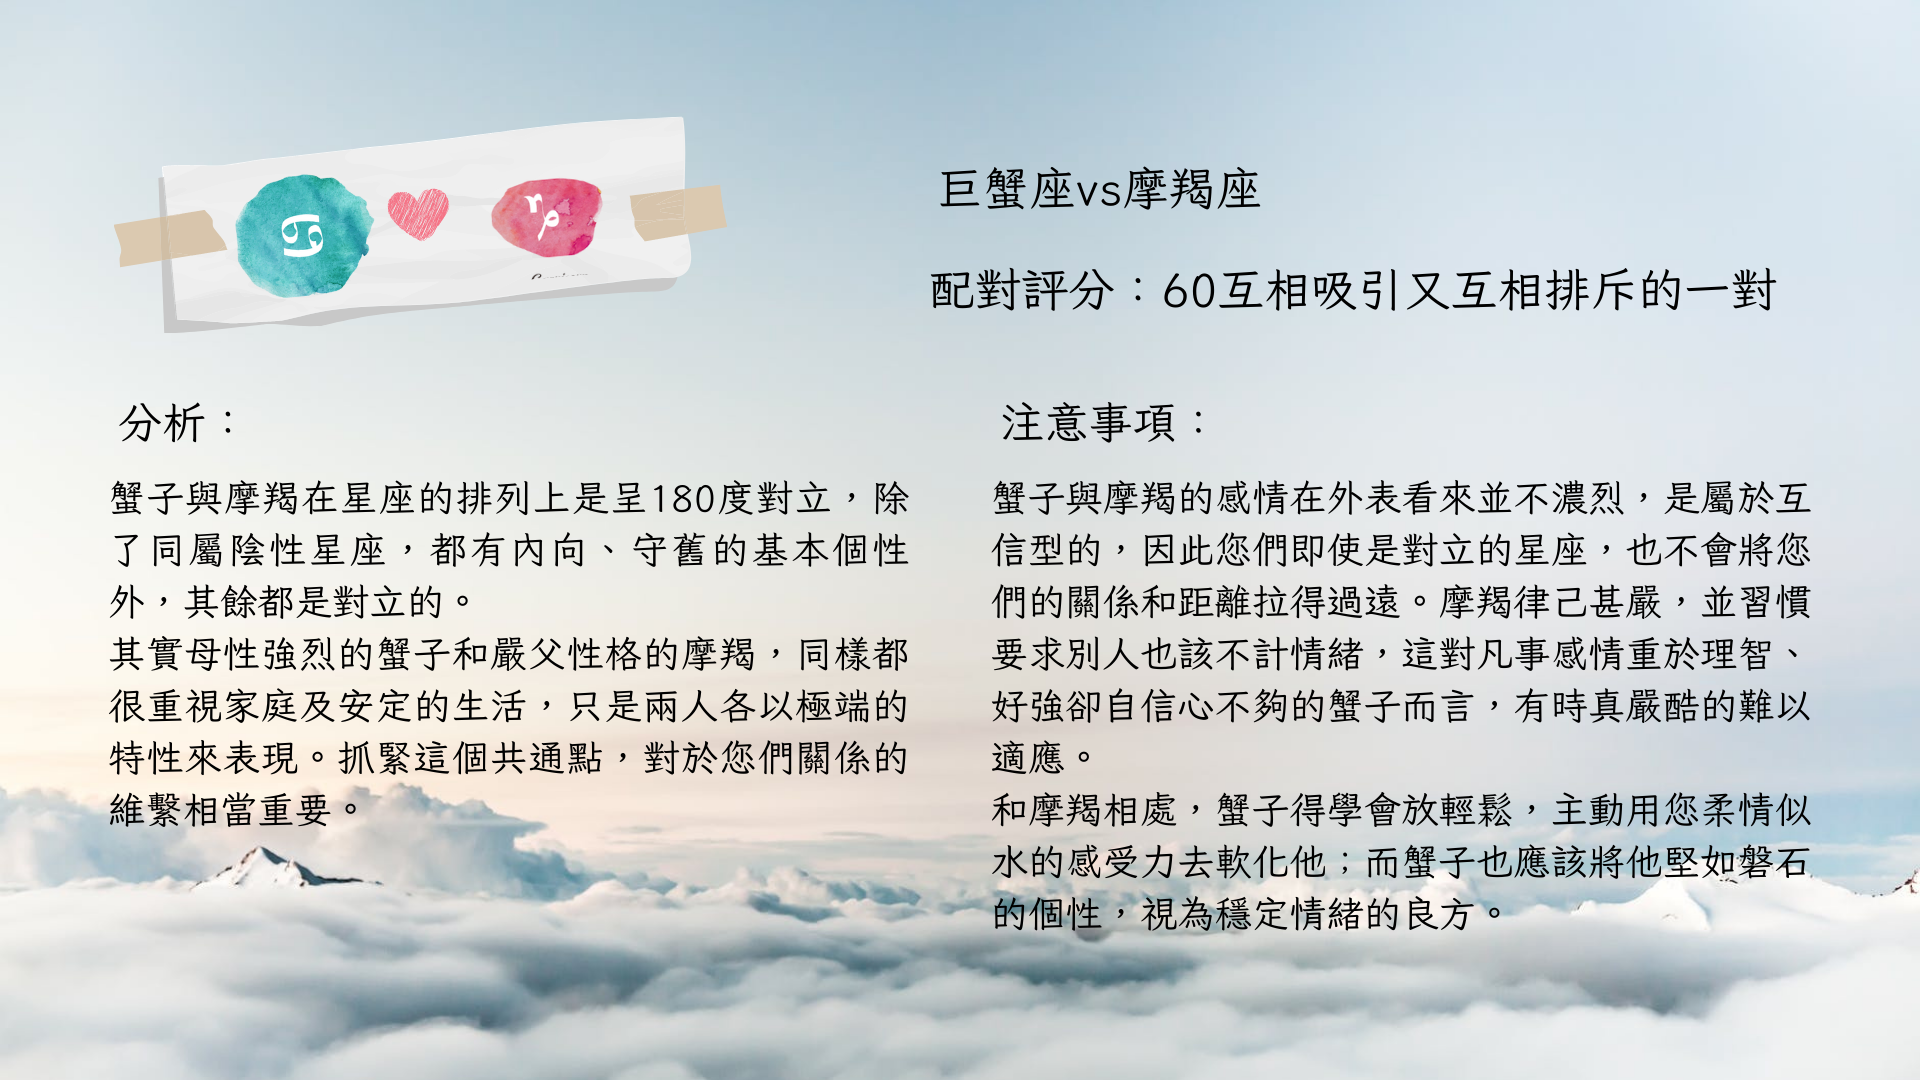 ♋
♑
巨蟹座vs摩羯座
配對評分：60互相吸引又互相排斥的一對
分析：
蟹子與摩羯在星座的排列上是呈180度對立，除
了同屬陰性星座，都有內向、守舊的基本個性
外，其餘都是對立的。
其實母性強烈的蟹子和嚴父性格的摩羯，同樣都
很重視家庭及安定的生活，只是兩人各以極端的
特性來表現。抓緊這個共通點，對於您們關係的
維繫相當重要。
注意事項：
蟹子與摩羯的感情在外表看來並不濃烈，是屬於互
信型的，因此您們即使是對立的星座，也不會將您
們的關係和距離拉得過遠。摩羯律己甚嚴，並習慣
要求別人也該不計情緒，這對凡事感情重於理智、
好強卻自信心不夠的蟹子而言，有時真嚴酷的難以
適應。
和摩羯相處，蟹子得學會放輕鬆，主動用您柔情似
水的感受力去軟化他；而蟹子也應該將他堅如磐石
的個性，視為穩定情緒的良方。